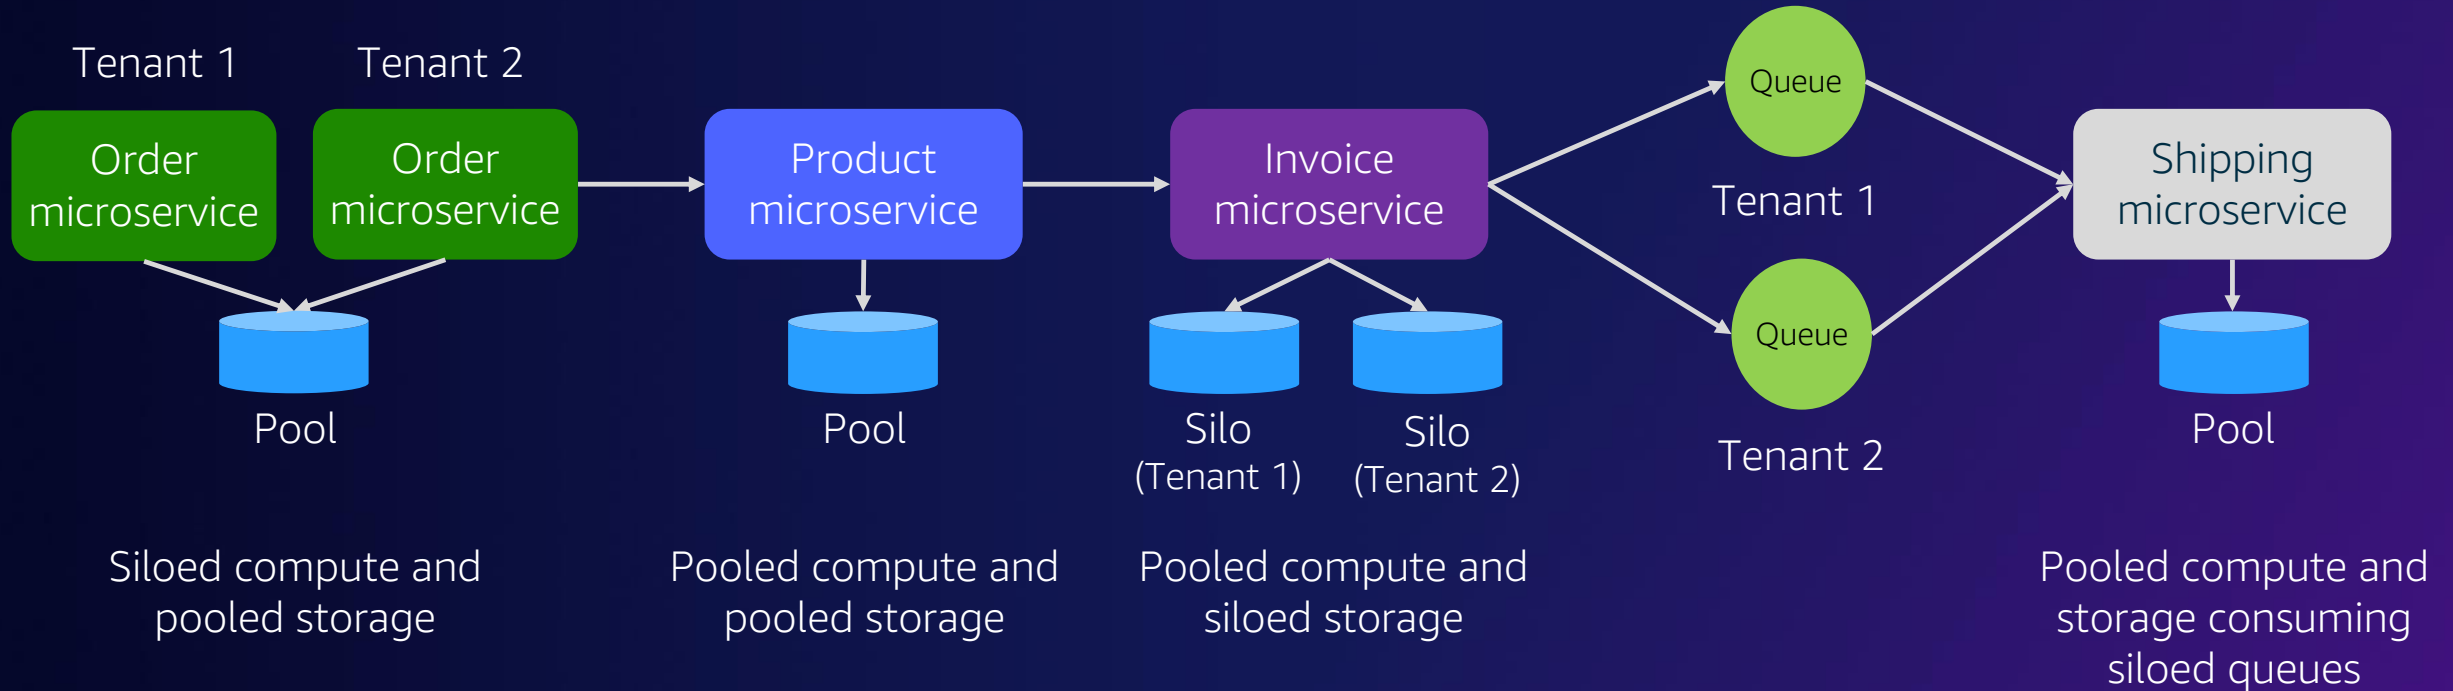 Tenant 1
Tenant 2
Order
microservice
Order
microservice
Pool
Siloed compute and
pooled storage
Product
microservice
Pool
Pooled compute and
pooled storage
Invoice
microservice
Silo
(Tenant 1)
Silo
(Tenant 2)
Pooled compute and
siloed storage
Queue
Tenant 1
Queue
Tenant 2
Shipping
microservice
Pool
Pooled compute and
storage consuming
siloed queues